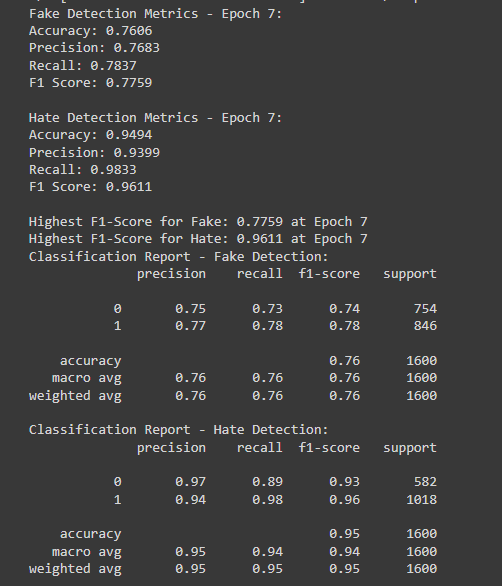 Fake Detection Metrics - Epoch 7:
Accuracy: 0.7606
Precision: 0.7683
Recall: 0.7837
F1 Score: 0.7759
Hate Detection Metrics - Epoch 7:
Accuracy: 0.9494
Precision: 0.9399
Recall: 0.9833
F1 Score: 0.9611
Highest F1-Score for Fake: 0.7759 at Epoch 7
Highest F1-Score for Hate: 0.9611 at Epoch 7
Classification Report - Fake Detection:
precision recall f1-score support
0 0.75 0.73 0.74 754
1 0.77 0.78 0.78 846
accuracy 0.76 1600
macro avg 0.76 0.76 0.76 1600
weighted avg 0.76 0.76 0.76 1600
Classification Report - Hate Detection:
precision recall f1-score support
0 0.97 0.89 0.93 582
1 0.94 0.98 0.96 1018
accuracy 0.95 1600
macro avg 0.95 0.94 0.94 1600
weighted avg 0.95 0.95 0.95 1600